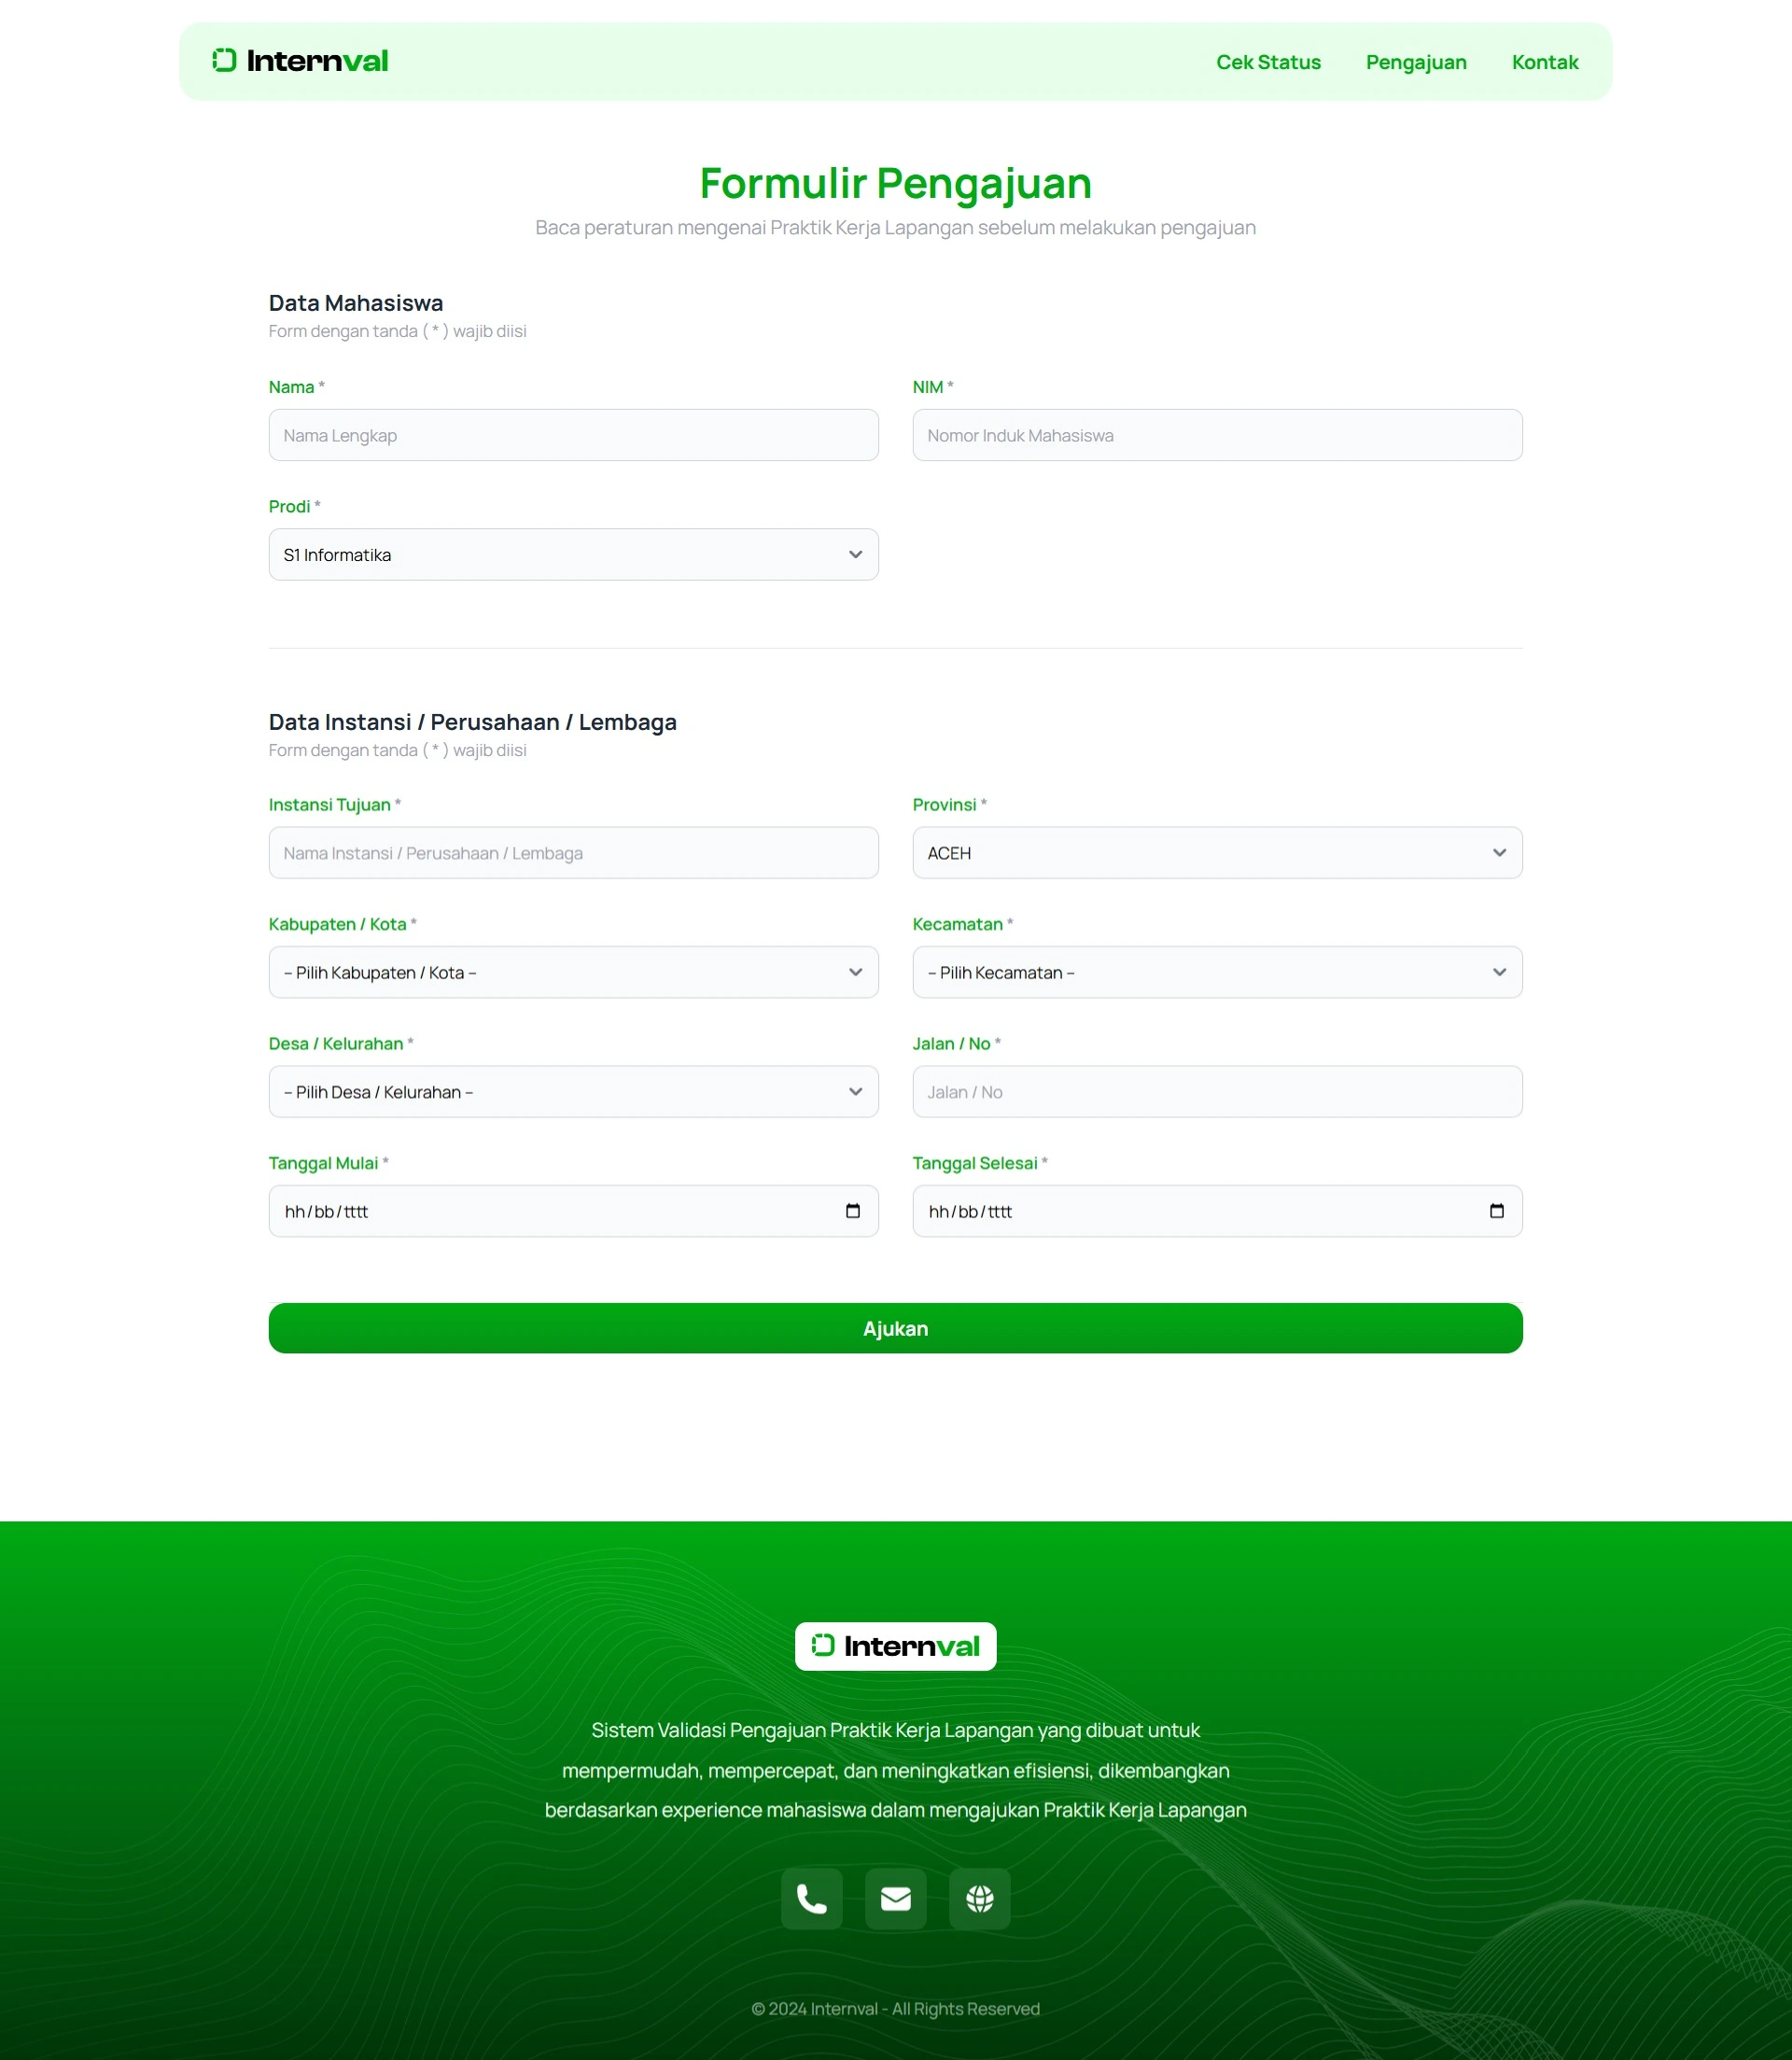 Internval
Cek Status
Pengajuan
Kontak
Formulir Pengajuan
Baca peraturan mengenai Praktik Kerja Lapangan sebelum melakukan pengajuan
Data Mahasiswa
Form dengan tanda ( * ) wajib diisi
Nama *
NIM *
Nama Lengkap
Nomor Induk Mahasiswa
Prodi *
S1 Informatika
Data Instansi / Perusahaan / Lembaga
Form dengan tanda ( * ) wajib diisi
Instansi Tujuan *
Provinsi *
Nama Instansi / Perusahaan / Lembaga
ACEH
Kabupaten / Kota *
Kecamatan *
– Pilih Kabupaten / Kota –
– Pilih Kecamatan –
Desa / Kelurahan *
Jalan / No *
– Pilih Desa / Kelurahan –
Jalan / No
Tanggal Mulai *
Tanggal Selesai *
hh/bb/tttt
hh/bb/tttt
Ajukan
Internval
Sistem Validasi Pengajuan Praktik Kerja Lapangan yang dibuat untuk
mempermudah, mempercepat, dan meningkatkan efisiensi, dikembangkan
berdasarkan experience mahasiswa dalam mengajukan Praktik Kerja Lapangan
© 2024 Internval - All Rights Reserved